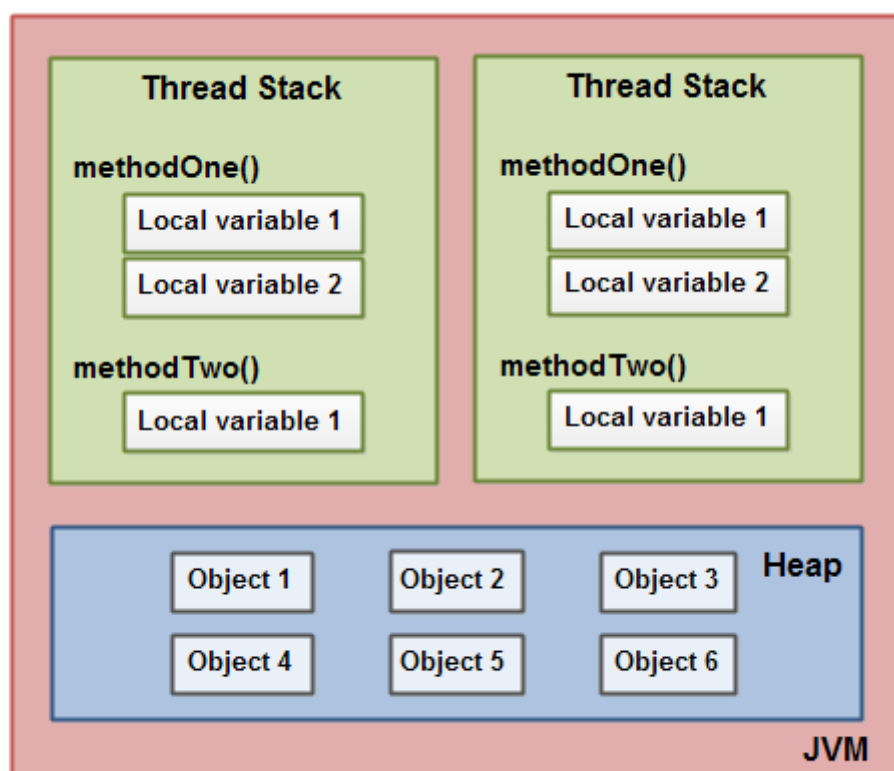 Thread Stack
methodOne()
Local variable 1
Local variable 2
methodTwo()
Local variable 1
Thread Stack
methodOne()
Local variable 1
Local variable 2
methodTwo()
Local variable 1
Heap
Object 1
Object 2
Object 3
Object 4
Object 5
Object 6
JVM